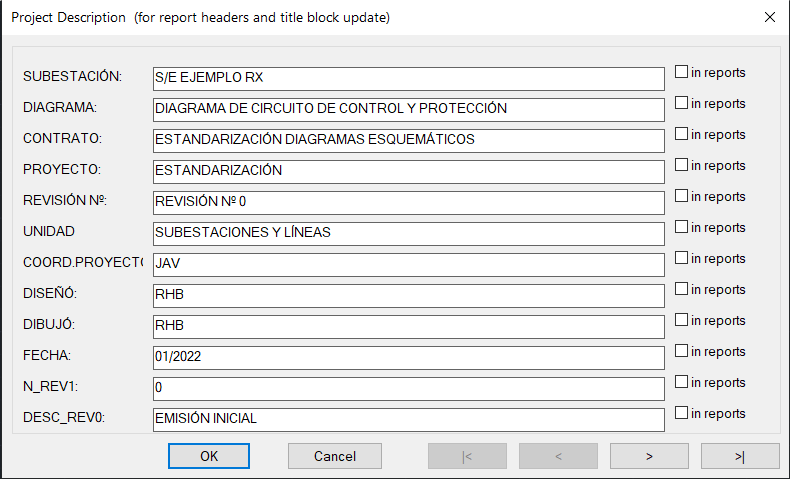 Project Description  (for report headers and title block update)
SUBESTACIÓN: S/E EJEMPLO RX in reports
DIAGRAMA: DIAGRAMA DE CIRCUITO DE CONTROL Y PROTECCIÓN in reports
CONTRATO: ESTANDARIZACIÓN DIAGRAMAS ESQUEMÁTICOS in reports
PROYECTO: ESTANDARIZACIÓN in reports
REVISIÓN Nº: REVISIÓN Nº 0 in reports
UNIDAD SUBESTACIONES Y LÍNEAS in reports
COORD.PROYECTO JAV in reports
DISEÑÓ: RHB in reports
DIBUJÓ: RHB in reports
FECHA: 01/2022 in reports
N_REV1: 0 in reports
DESC_REV0: EMISIÓN INICIAL in reports
OK Cancel |< < > >|